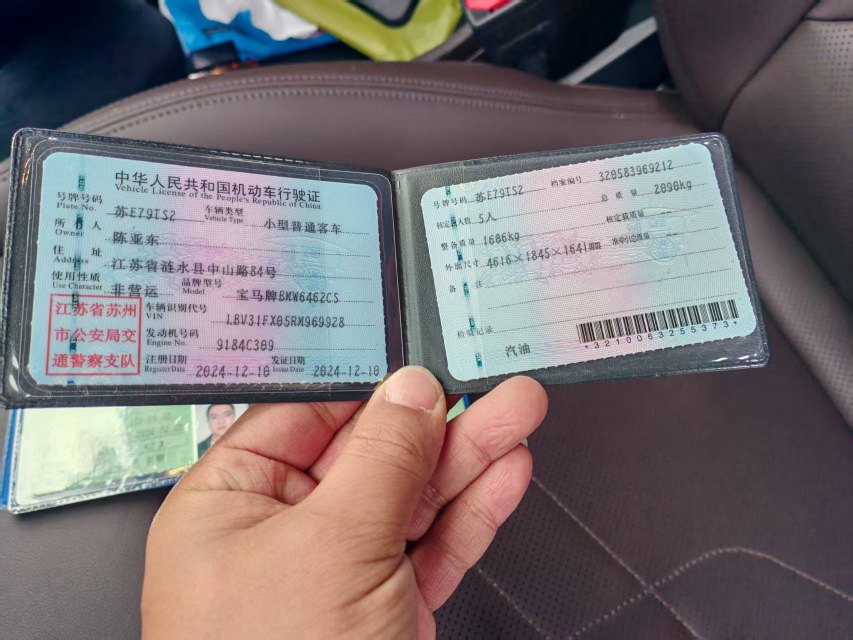 中华人民共和国机动车行驶证
Vehicle License of the People's Republic of China
号牌号码 Plate No. 苏E79IS2 车辆类型 Vehicle Type 小型普通客车
所有人 Owner 陈亚东
住址 Address 江苏省涟水县中山路84号
使用性质 Use Character 非营运 品牌型号 Model 宝马牌BMW6462CS
江苏省苏州
市公安局交
通警察支队
车辆识别代号 VIN LBV31FX05RM969928
发动机号码 Engine No. 9184C309
注册日期 Register Date 2024-12-10 发证日期 Issue Date 2024-12-10
号牌号码 苏E79IS2 档案编号 320583969212
核定载人数 5人 总质量 2090kg
整备质量 1606kg 核定载质量
外廓尺寸 4616×1845×1641 准牵引总质量
备注
检验记录
汽油
*3210063255373*